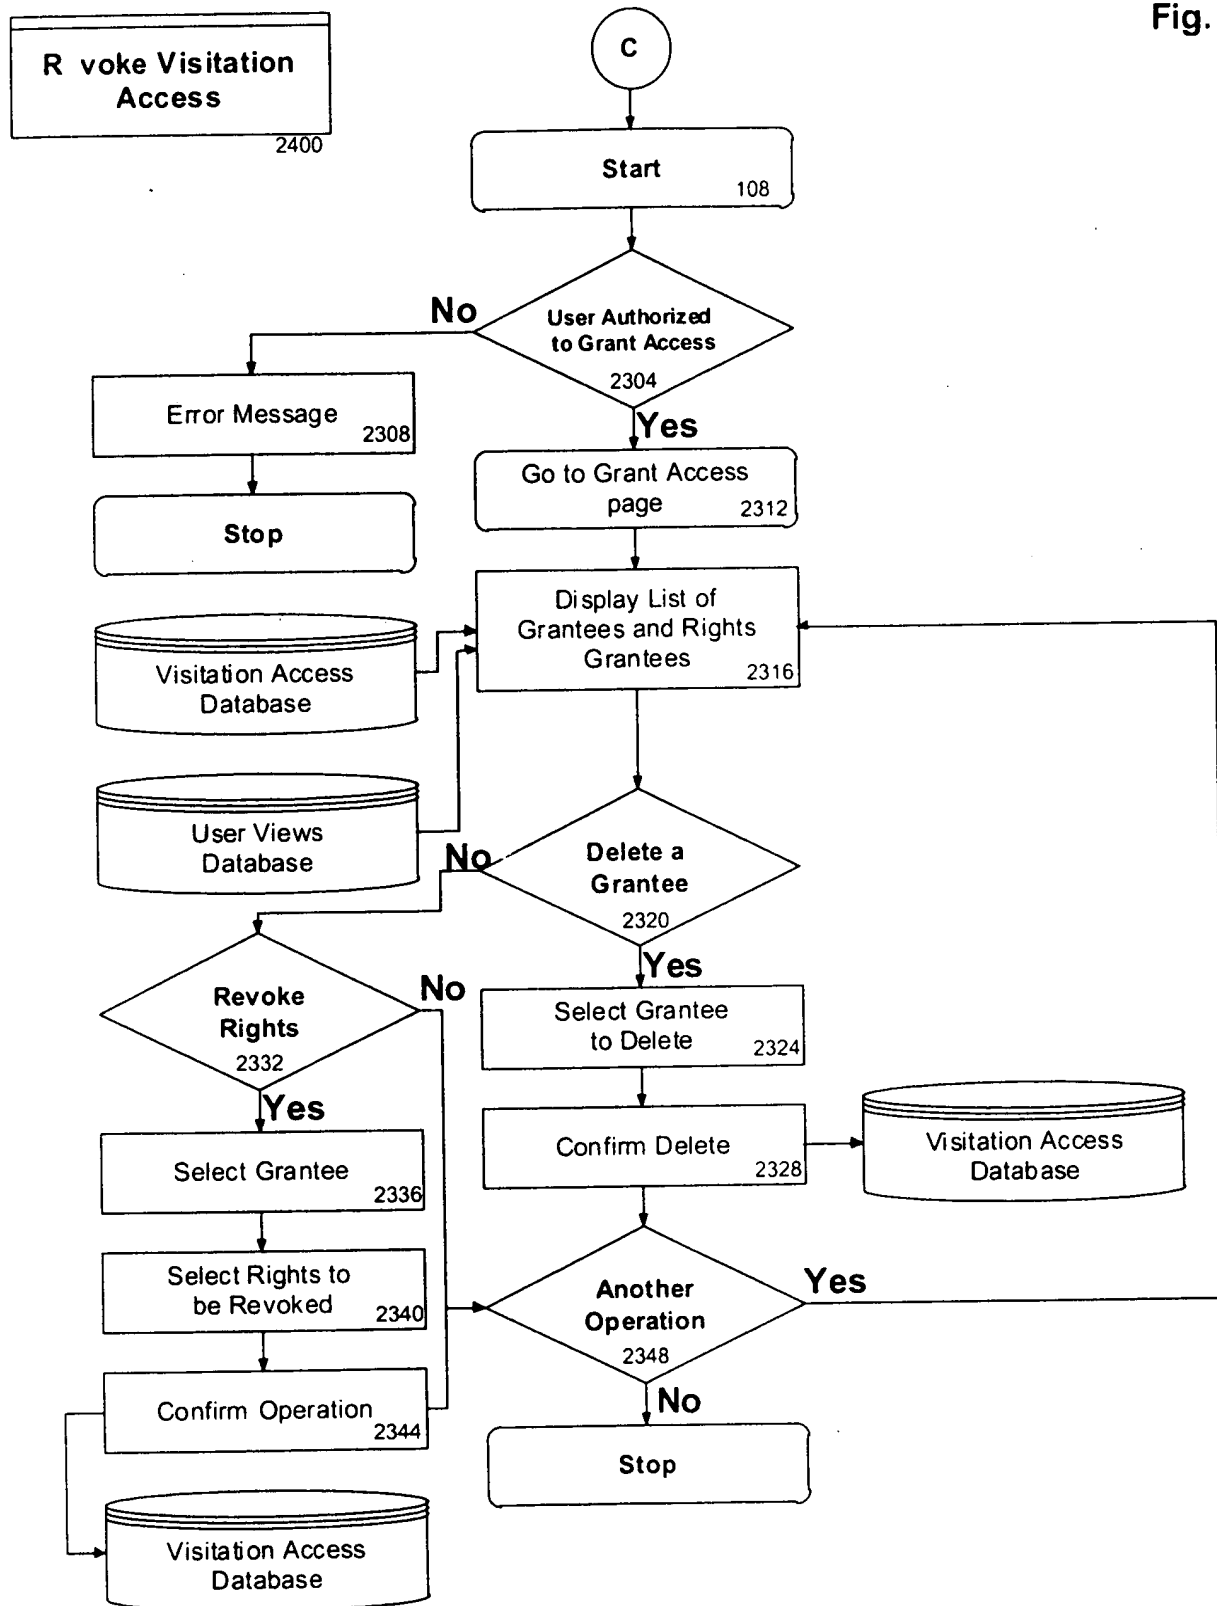 Fig.
R voke Visitation
Access
2400
C
Start
108
No
User Authorized
to Grant Access
2304
Yes
Error Message
2308
Stop
Go to Grant Access
page
2312
Display List of
Grantees and Rights
Grantees
2316
Visitation Access
Database
User Views
Database
No
Delete a
Grantee
2320
Yes
Revoke
Rights
2332
No
Yes
Select Grantee
to Delete
2324
Confirm Delete
2328
Visitation Access
Database
Select Grantee
2336
Select Rights to
be Revoked
2340
Another
Operation
2348
Yes
No
Confirm Operation
2344
Stop
Visitation Access
Database